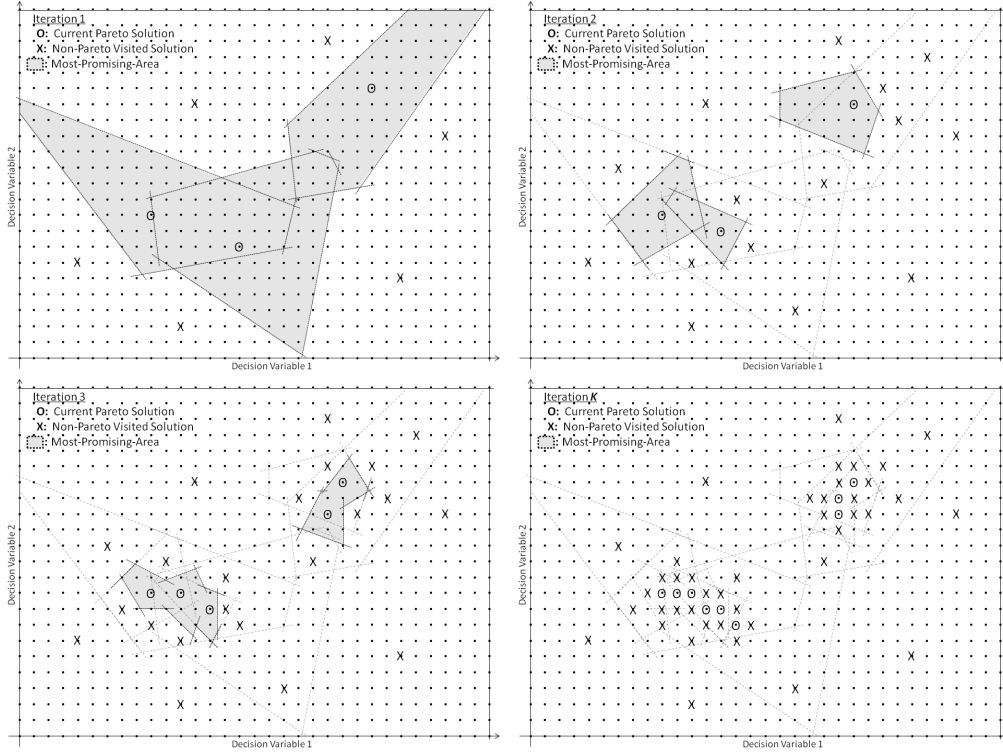 Iteration 1
O: Current Pareto Solution
X: Non-Pareto Visited Solution
: Most-Promising-Area
Decision Variable 2
Decision Variable 1
Iteration 2
O: Current Pareto Solution
X: Non-Pareto Visited Solution
: Most-Promising-Area
Decision Variable 2
Decision Variable 1
Iteration 3
O: Current Pareto Solution
X: Non-Pareto Visited Solution
: Most-Promising-Area
Decision Variable 2
Decision Variable 1
Iteration K
O: Current Pareto Solution
X: Non-Pareto Visited Solution
: Most-Promising-Area
Decision Variable 2
Decision Variable 1